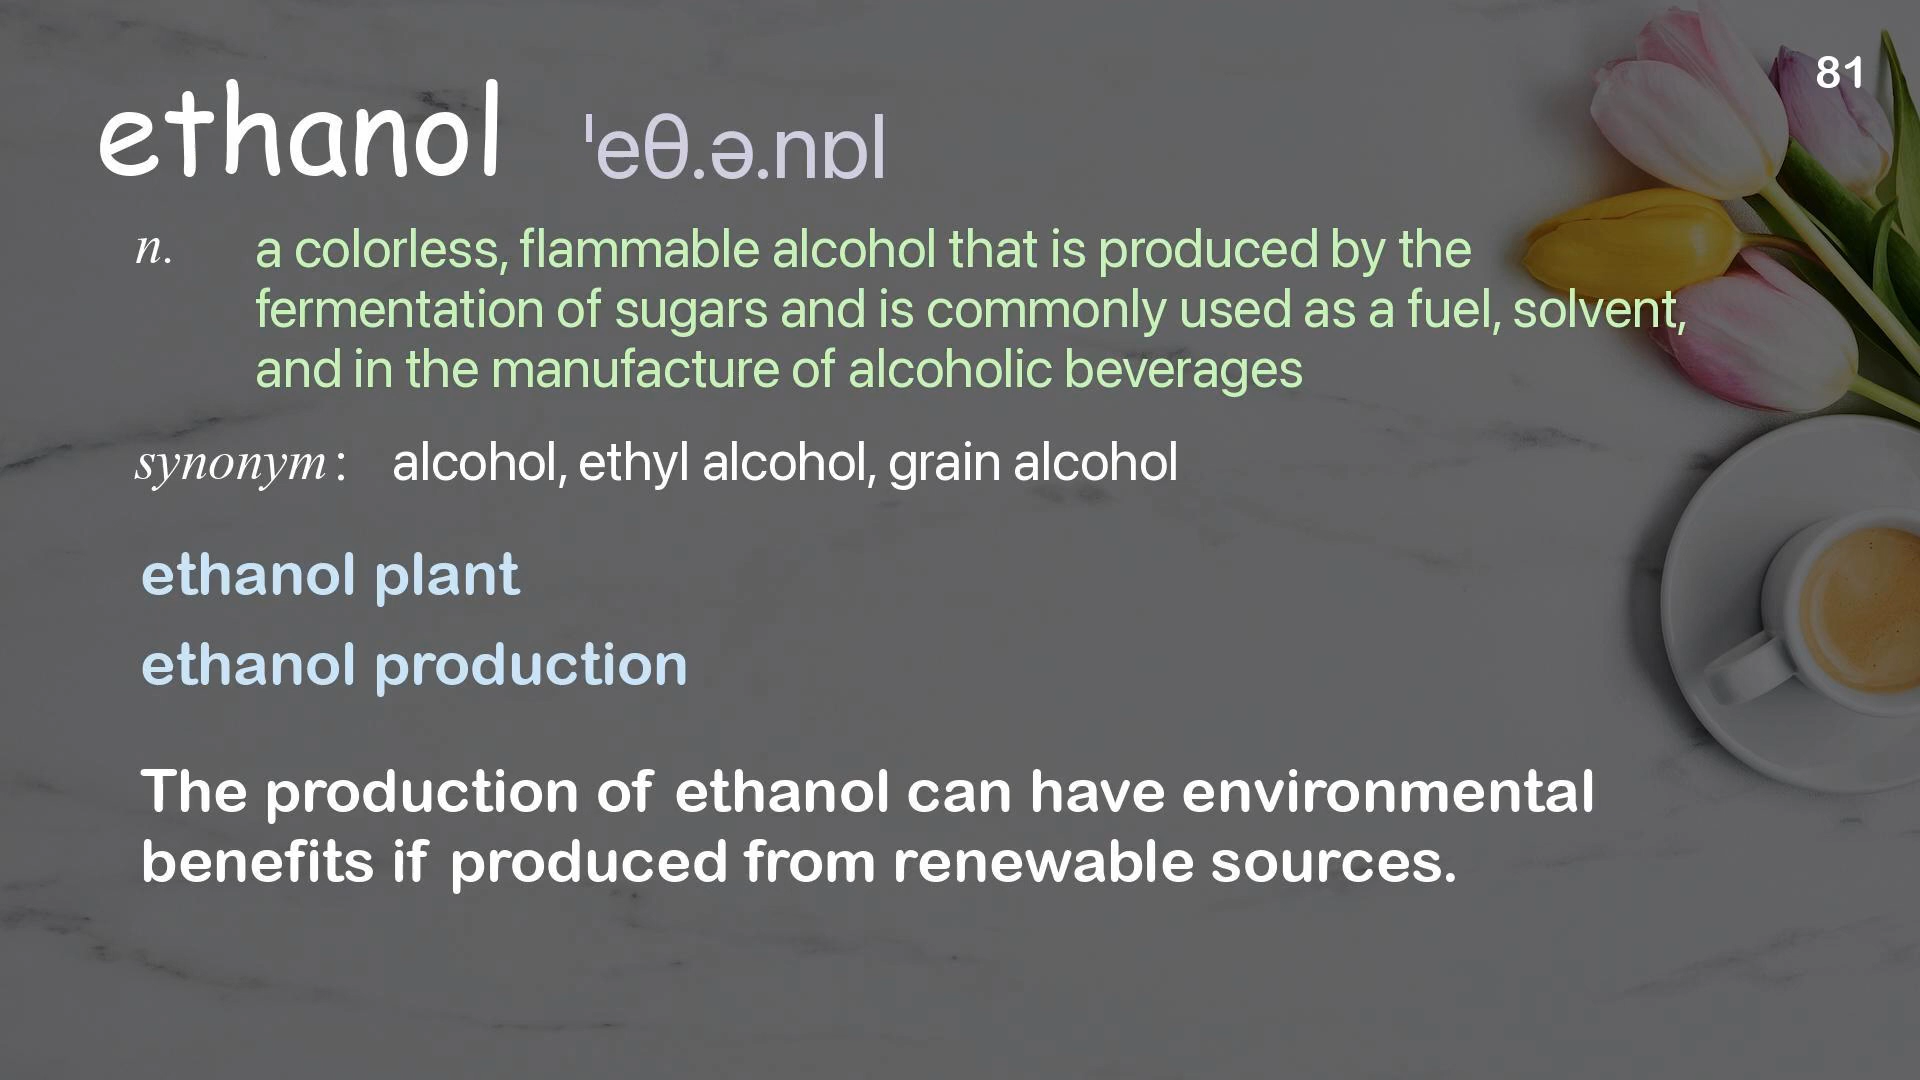 81
ethanol ˈeθ.ə.nɒl
n. a colorless, flammable alcohol that is produced by the
fermentation of sugars and is commonly used as a fuel, solvent,
and in the manufacture of alcoholic beverages
synonym: alcohol, ethyl alcohol, grain alcohol
ethanol plant
ethanol production
The production of ethanol can have environmental
benefits if produced from renewable sources.